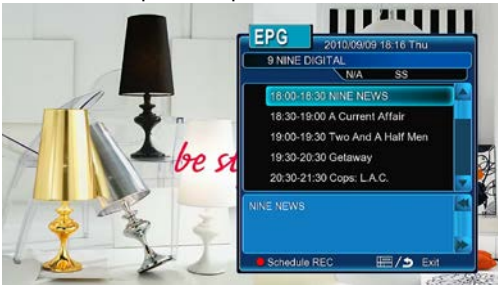 EPG
2010/09/09 18:16 Thu
9 NINE DIGITAL
N/A SS
18:00-18:30 NINE NEWS
18:30-19:00 A Current Affair
19:00-19:30 Two And A Half Men
19:30-20:30 Getaway
20:30-21:30 Cops: L.A.C.
be st
NINE NEWS
Schedule REC
/ Exit